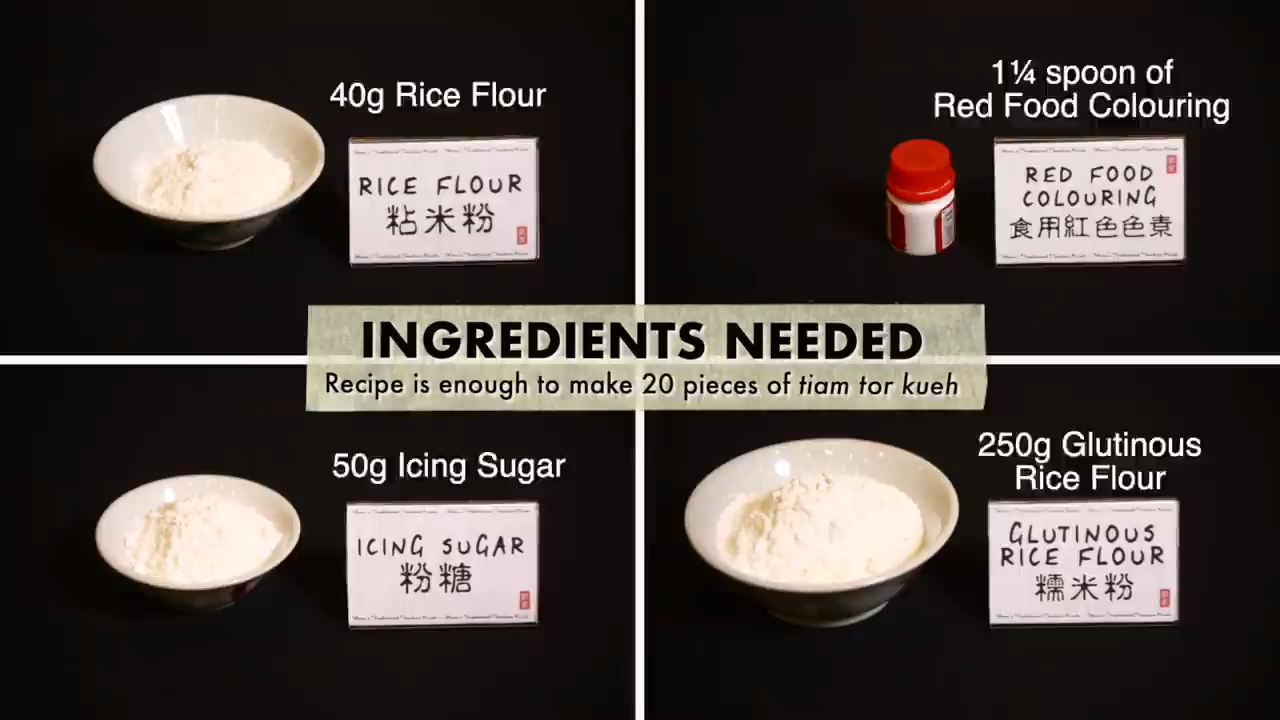 40g Rice Flour
RICE FLOUR
粘米粉
1¼ spoon of
Red Food Colouring
RED FOOD
COLOURING
食用紅色色素
INGREDIENTS NEEDED
Recipe is enough to make 20 pieces of tiam tor kueh
50g Icing Sugar
ICING SUGAR
粉糖
250g Glutinous
Rice Flour
GLUTINOUS
RICE FLOUR
糯米粉